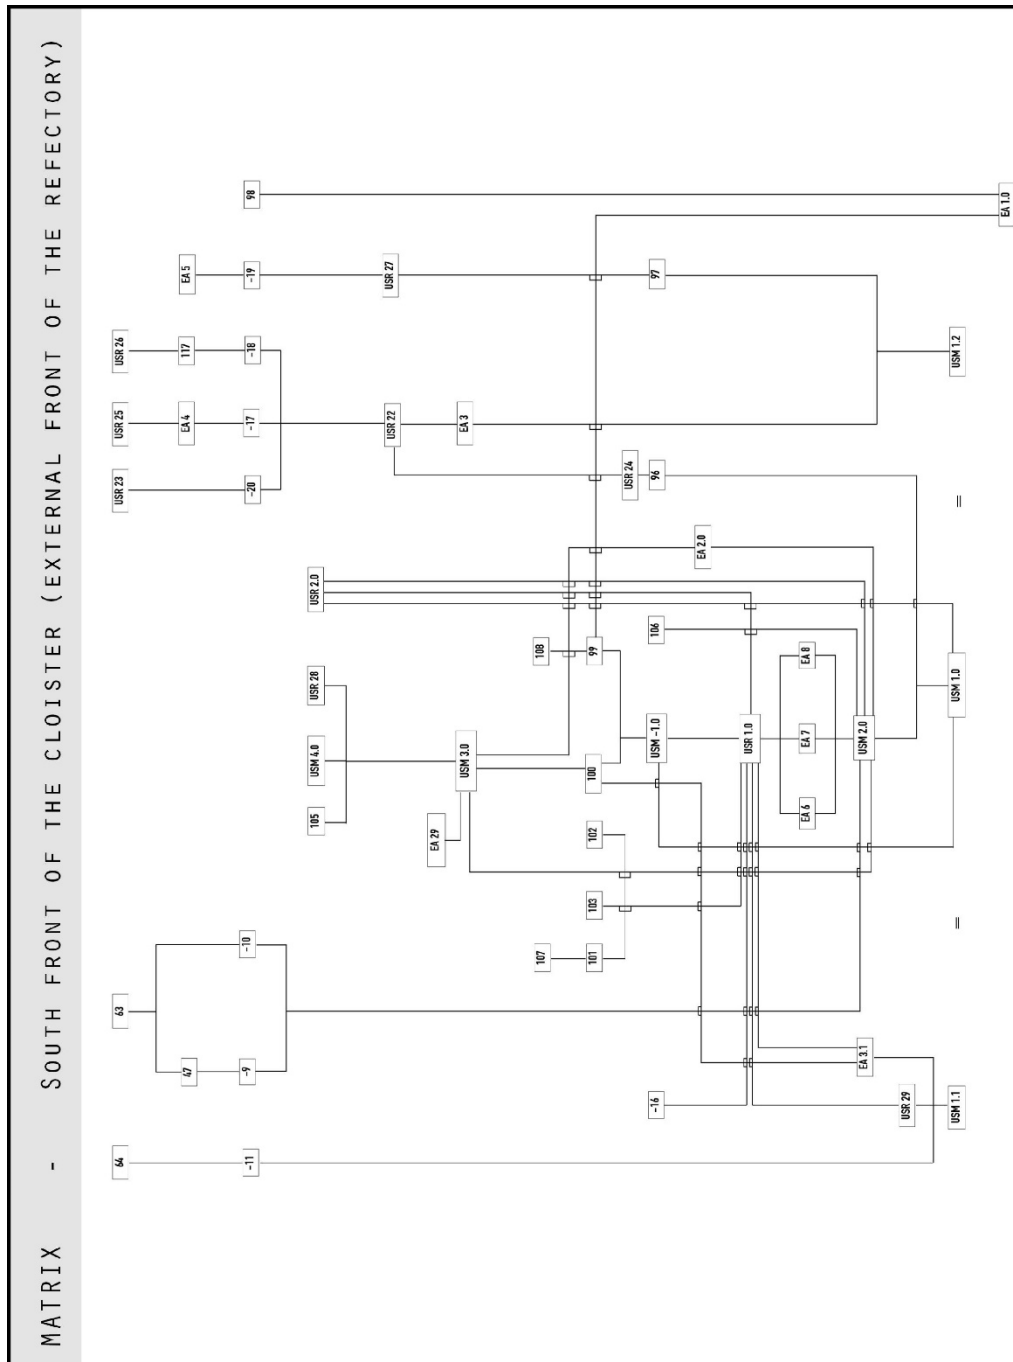 MATRIX - SOUTH FRONT OF THE CLOISTER (EXTERNAL FRONT OF THE REFECTORY)
64 63 USR 23 USR 25 USR 26
47 EA 4 117 EA 5
-11 -9 -10 -20 -17 -18 -19 98
105 USM 4.0 USR 28 USR 2.0
USR 22 USR 27
EA 29
USM 3.0 EA 3
107 108
101 103 102 100 99
USR 24
-16 USM -1.0 106 96 97
EA 2.0
USR 1.0
EA 6 EA 7 EA 8
EA 3.1 USM 2.0
USR 29
USM 1.1 = USM 1.0 = USM 1.2
EA 1.0